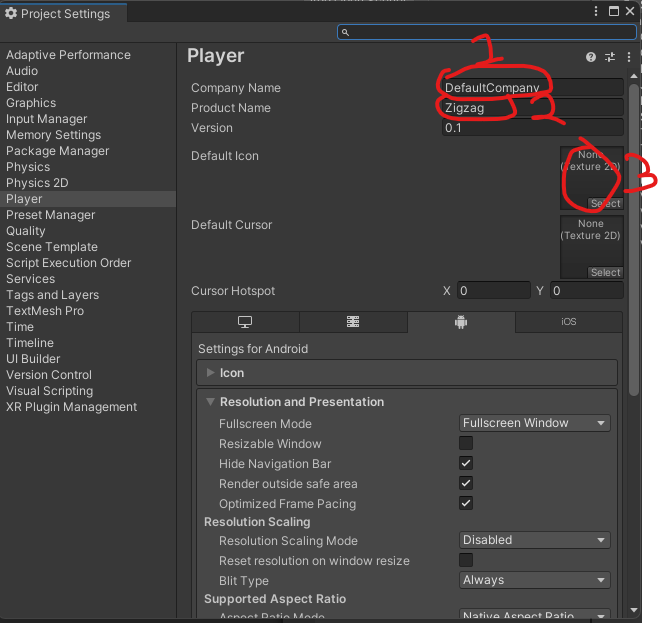 Project Settings
Adaptive Performance
Audio
Editor
Graphics
Input Manager
Memory Settings
Package Manager
Physics
Physics 2D
Player
Preset Manager
Quality
Scene Template
Script Execution Order
Services
Tags and Layers
TextMesh Pro
Time
Timeline
UI Builder
Version Control
Visual Scripting
XR Plugin Management
Player
1
Company Name DefaultCompany
Product Name Zigzag 2
Version 0.1
Default Icon None
(Texture 2D) 3
Select
Default Cursor None
(Texture 2D)
Select
Cursor Hotspot X 0 Y 0
iOS
Settings for Android
Icon
Resolution and Presentation
Fullscreen Mode Fullscreen Window
Resizable Window
Hide Navigation Bar
Render outside safe area
Optimized Frame Pacing
Resolution Scaling
Resolution Scaling Mode Disabled
Reset resolution on window resize
Blit Type Always
Supported Aspect Ratio
Aspect Ratio Mode Native Aspect Ratio